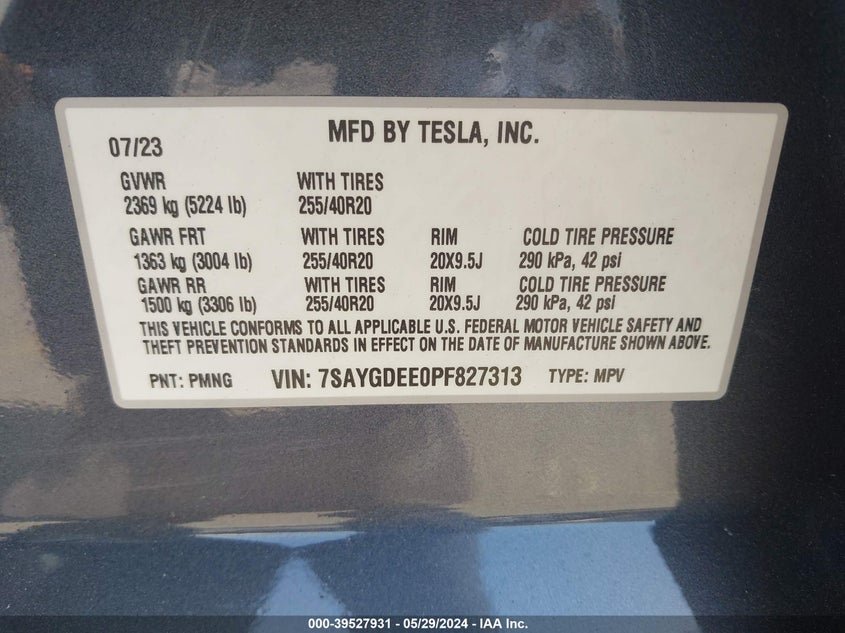 MFD BY TESLA, INC.
07/23
GVWR WITH TIRES
2369 kg (5224 lb) 255/40R20
GAWR FRT WITH TIRES RIM COLD TIRE PRESSURE
1363 kg (3004 lb) 255/40R20 20X9.5J 290 kPa, 42 psi
GAWR RR WITH TIRES RIM COLD TIRE PRESSURE
1500 kg (3306 lb) 255/40R20 20X9.5J 290 kPa, 42 psi
THIS VEHICLE CONFORMS TO ALL APPLICABLE U.S. FEDERAL MOTOR VEHICLE SAFETY AND
THEFT PREVENTION STANDARDS IN EFFECT ON THE DATE OF MANUFACTURE SHOWN ABOVE.
PNT: PMNG VIN: 7SAYGDEE0PF827313 TYPE: MPV
000-39527931 - 05/29/2024 - IAA Inc.